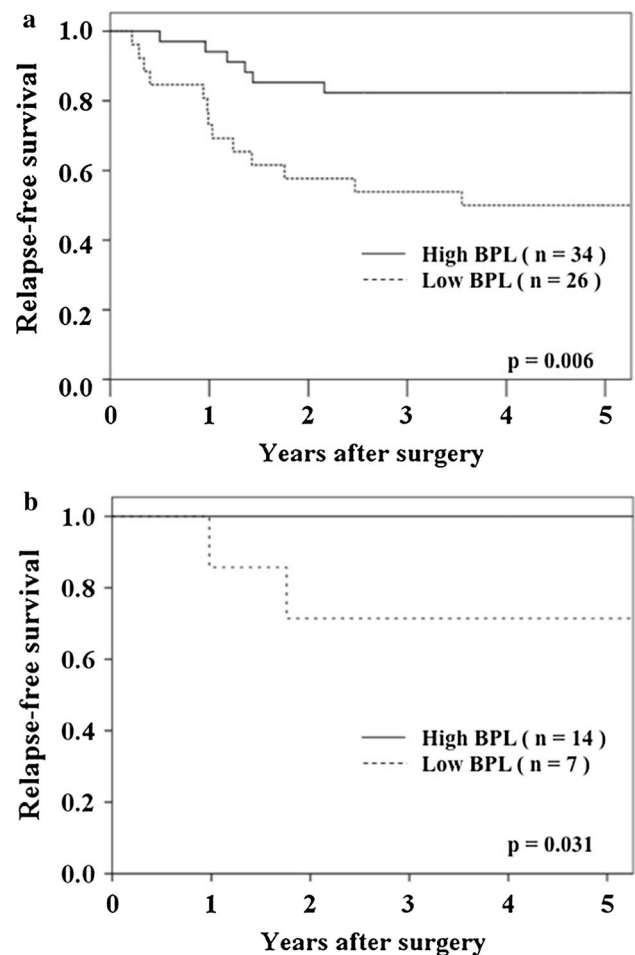 a
Relapse-free survival
1.0
0.8
0.6
0.4
0.2
0.0
High BPL ( n = 34 )
Low BPL ( n = 26 )
p = 0.006
0 1 2 3 4 5
Years after surgery
b
Relapse-free survival
1.0
0.8
0.6
0.4
0.2
0.0
High BPL ( n = 14 )
Low BPL ( n = 7 )
p = 0.031
0 1 2 3 4 5
Years after surgery